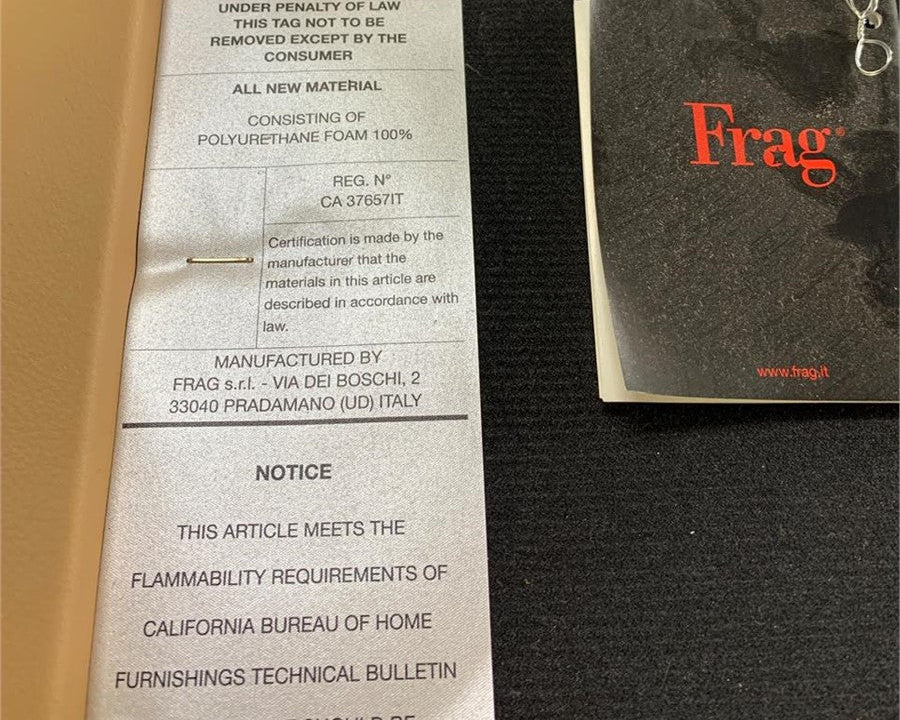 UNDER PENALTY OF LAW
THIS TAG NOT TO BE
REMOVED EXCEPT BY THE
CONSUMER
ALL NEW MATERIAL
CONSISTING OF
POLYURETHANE FOAM 100%
REG. N°
CA 37657IT
Certification is made by the
manufacturer that the
materials in this article are
described in accordance with
law.
MANUFACTURED BY
FRAG s.r.l. - VIA DEI BOSCHI, 2
33040 PRADAMANO (UD) ITALY
NOTICE
THIS ARTICLE MEETS THE
FLAMMABILITY REQUIREMENTS OF
CALIFORNIA BUREAU OF HOME
FURNISHINGS TECHNICAL BULLETIN
SHOULD BE
Frag®
www.frag.it